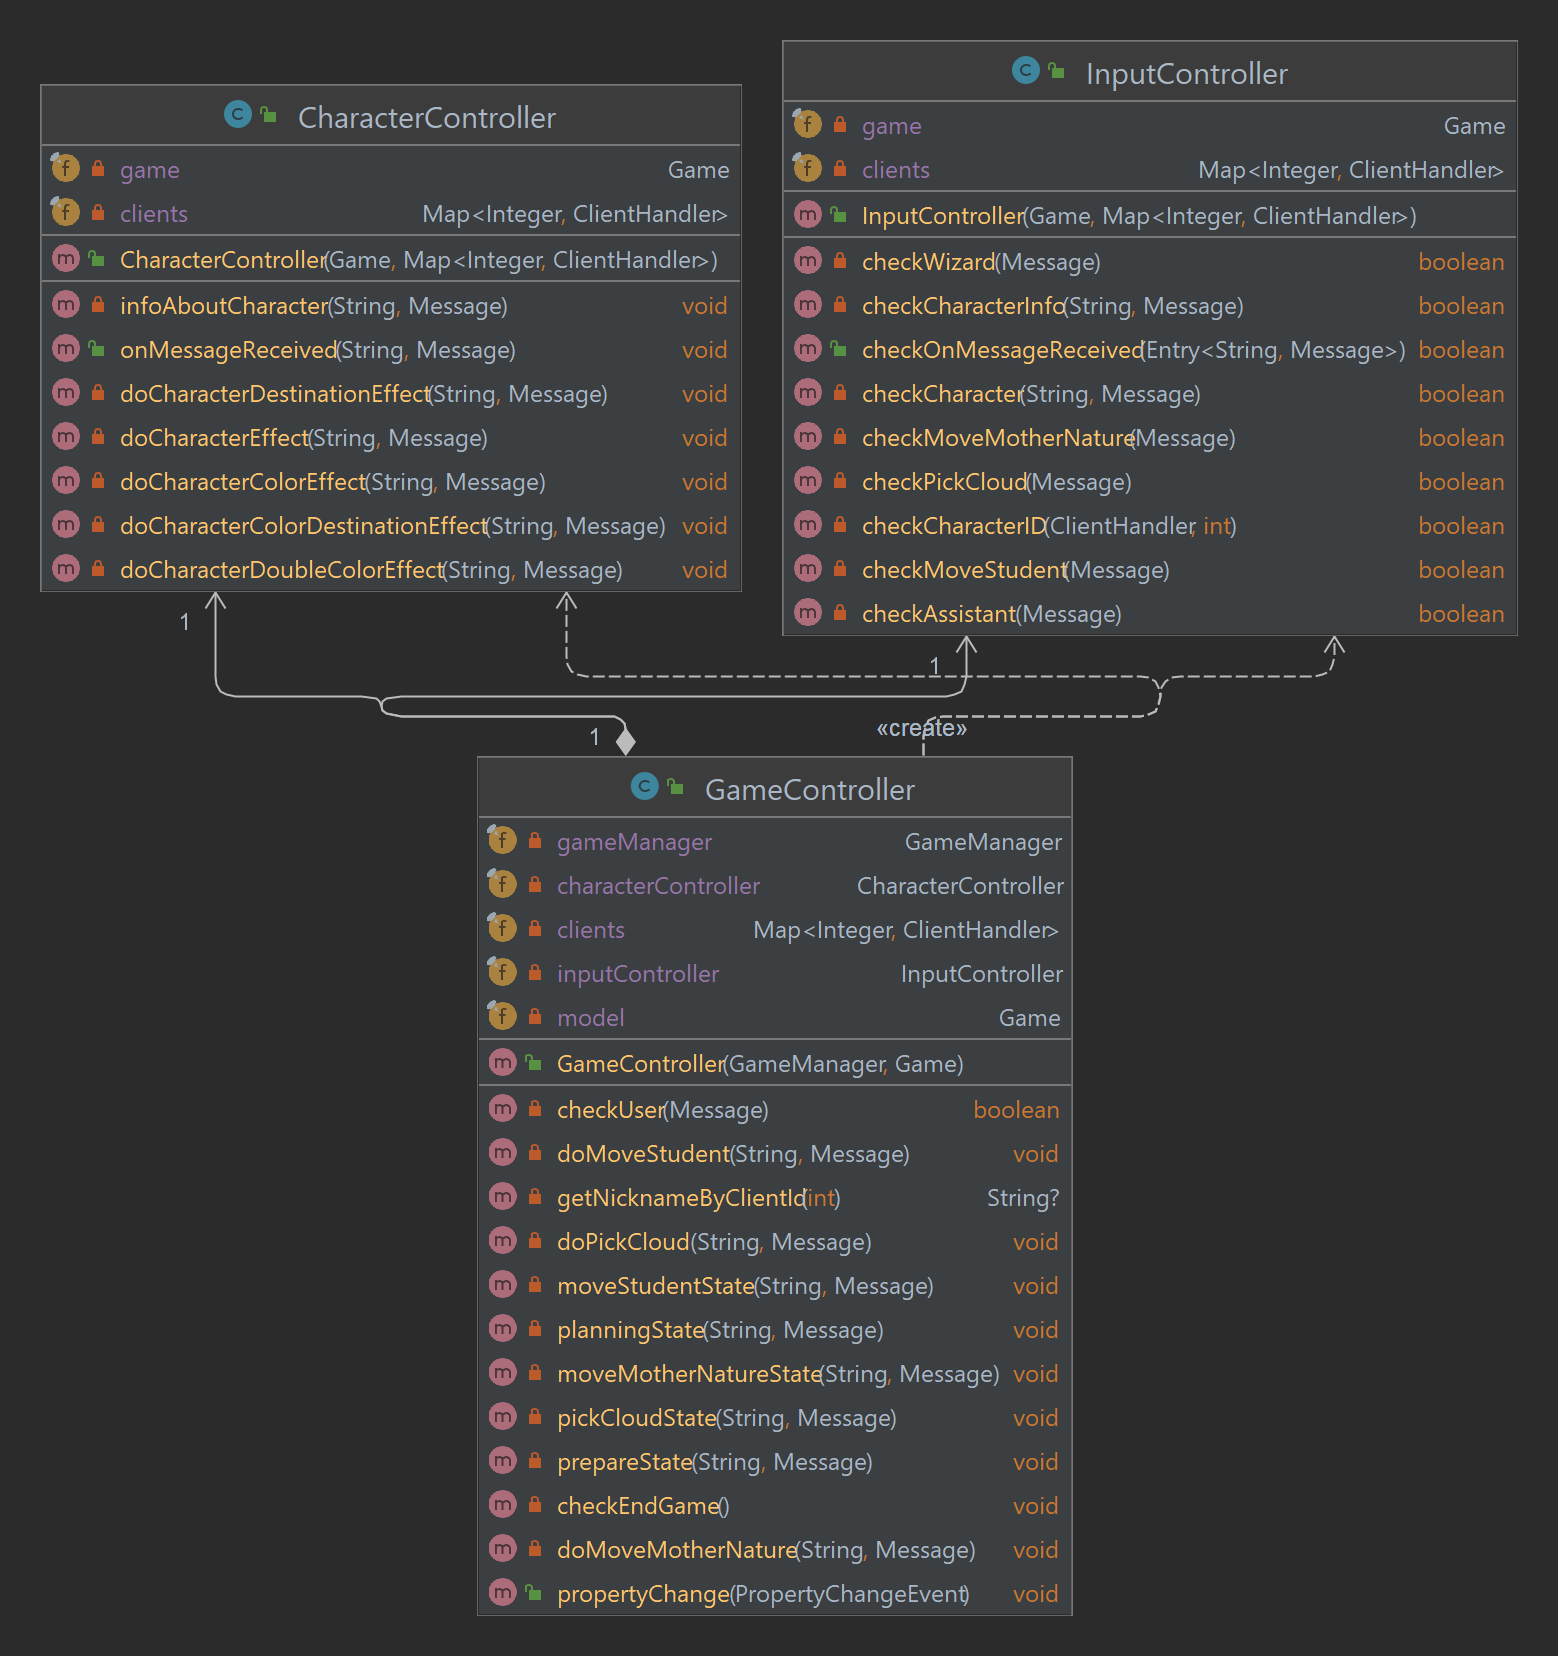 CharacterController
game Game
clients Map<Integer, ClientHandler>
CharacterController(Game, Map<Integer, ClientHandler>)
infoAboutCharacter(String, Message) void
onMessageReceived(String, Message) void
doCharacterDestinationEffect(String, Message) void
doCharacterEffect(String, Message) void
doCharacterColorEffect(String, Message) void
doCharacterColorDestinationEffect(String, Message) void
doCharacterDoubleColorEffect(String, Message) void
InputController
game Game
clients Map<Integer, ClientHandler>
InputController(Game, Map<Integer, ClientHandler>)
checkWizard(Message) boolean
checkCharacterInfo(String, Message) boolean
checkOnMessageReceived(Entry<String, Message>) boolean
checkCharacter(String, Message) boolean
checkMoveMotherNature(Message) boolean
checkPickCloud(Message) boolean
checkCharacterID(ClientHandler, int) boolean
checkMoveStudent(Message) boolean
checkAssistant(Message) boolean
1
1
1
«create»
GameController
gameManager GameManager
characterController CharacterController
clients Map<Integer, ClientHandler>
inputController InputController
model Game
GameController(GameManager, Game)
checkUser(Message) boolean
doMoveStudent(String, Message) void
getNicknameByClientId(int) String?
doPickCloud(String, Message) void
moveStudentState(String, Message) void
planningState(String, Message) void
moveMotherNatureState(String, Message) void
pickCloudState(String, Message) void
prepareState(String, Message) void
checkEndGame() void
doMoveMotherNature(String, Message) void
propertyChange(PropertyChangeEvent) void